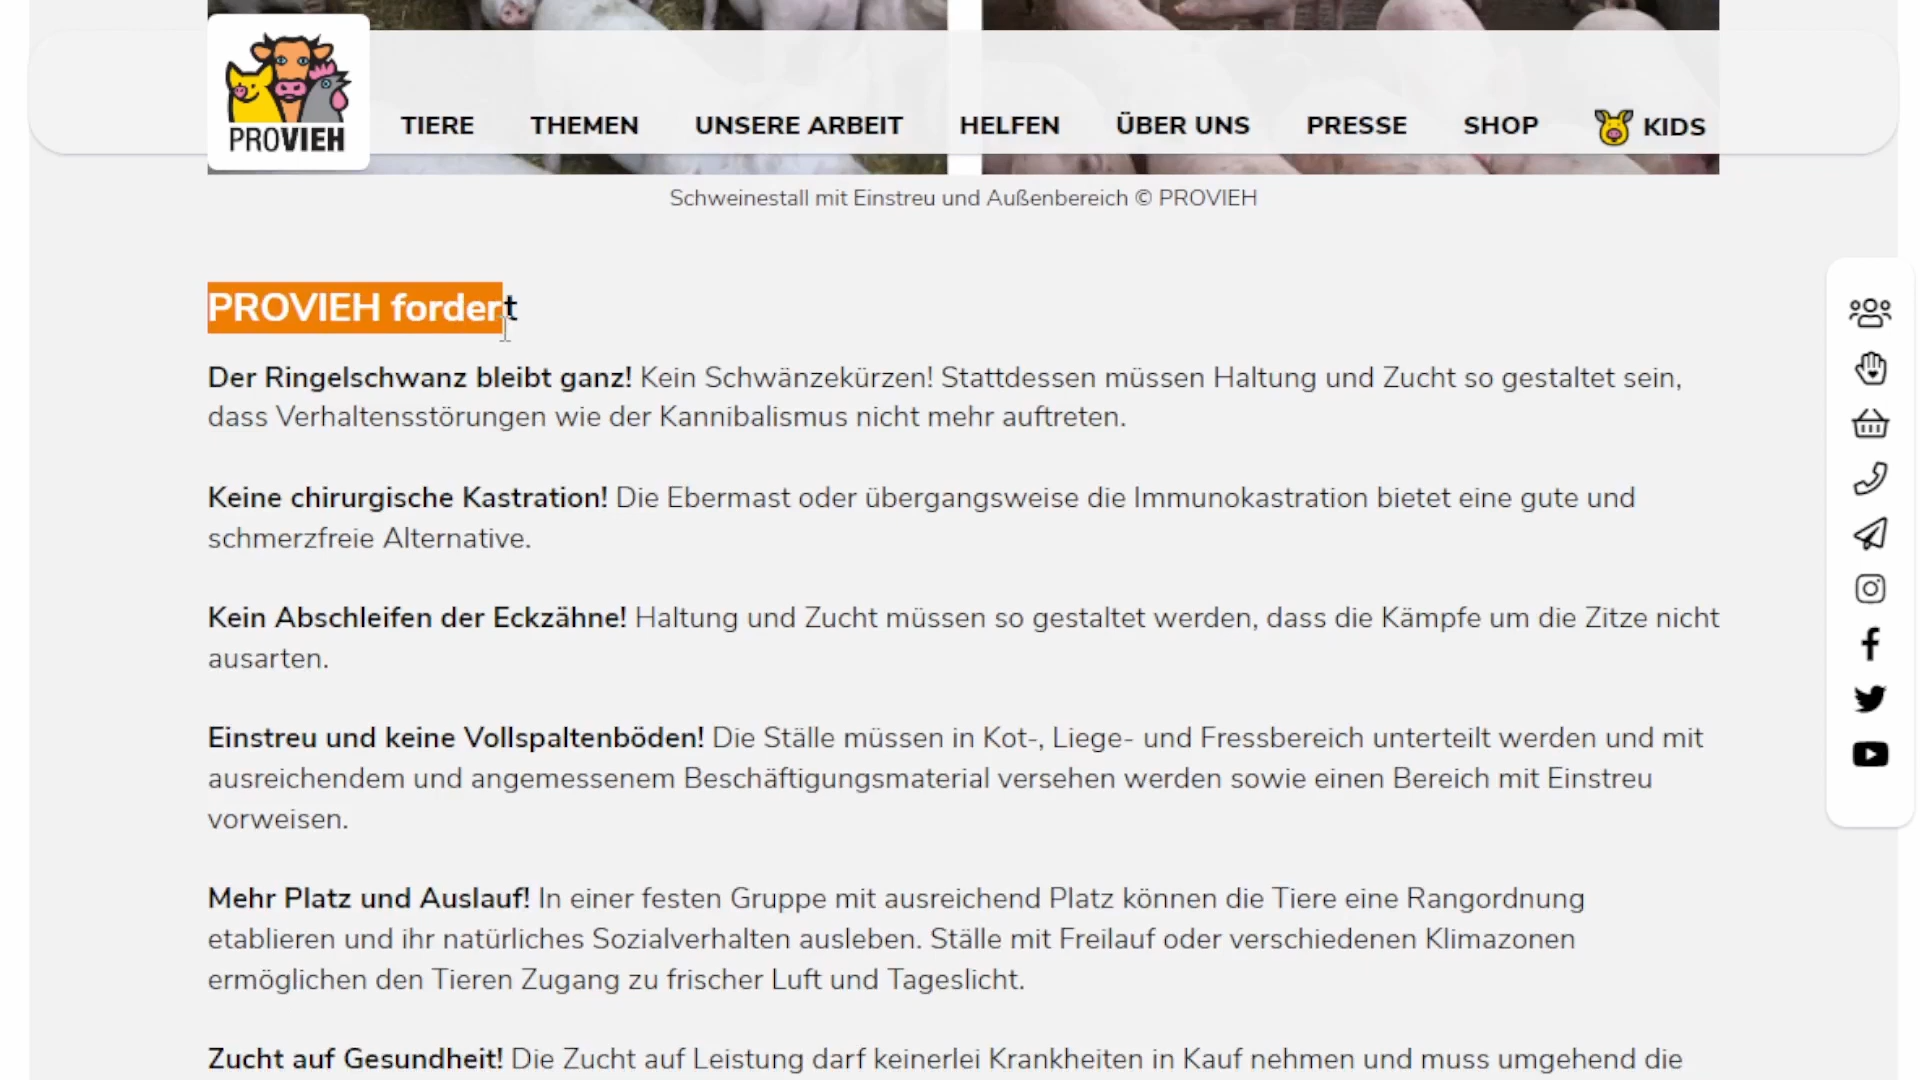 PROVIEH
TIERE THEMEN UNSERE ARBEIT HELFEN ÜBER UNS PRESSE SHOP KIDS
Schweinestall mit Einstreu und Außenbereich © PROVIEH
PROVIEH fordert
Der Ringelschwanz bleibt ganz! Kein Schwänzekürzen! Stattdessen müssen Haltung und Zucht so gestaltet sein,
dass Verhaltensstörungen wie der Kannibalismus nicht mehr auftreten.
Keine chirurgische Kastration! Die Ebermast oder übergangsweise die Immunokastration bietet eine gute und
schmerzfreie Alternative.
Kein Abschleifen der Eckzähne! Haltung und Zucht müssen so gestaltet werden, dass die Kämpfe um die Zitze nicht
ausarten.
Einstreu und keine Vollspaltenböden! Die Ställe müssen in Kot-, Liege- und Fressbereich unterteilt werden und mit
ausreichendem und angemessenem Beschäftigungsmaterial versehen werden sowie einen Bereich mit Einstreu
vorweisen.
Mehr Platz und Auslauf! In einer festen Gruppe mit ausreichend Platz können die Tiere eine Rangordnung
etablieren und ihr natürliches Sozialverhalten ausleben. Ställe mit Freilauf oder verschiedenen Klimazonen
ermöglichen den Tieren Zugang zu frischer Luft und Tageslicht.
Zucht auf Gesundheit! Die Zucht auf Leistung darf keinerlei Krankheiten in Kauf nehmen und muss umgehend die